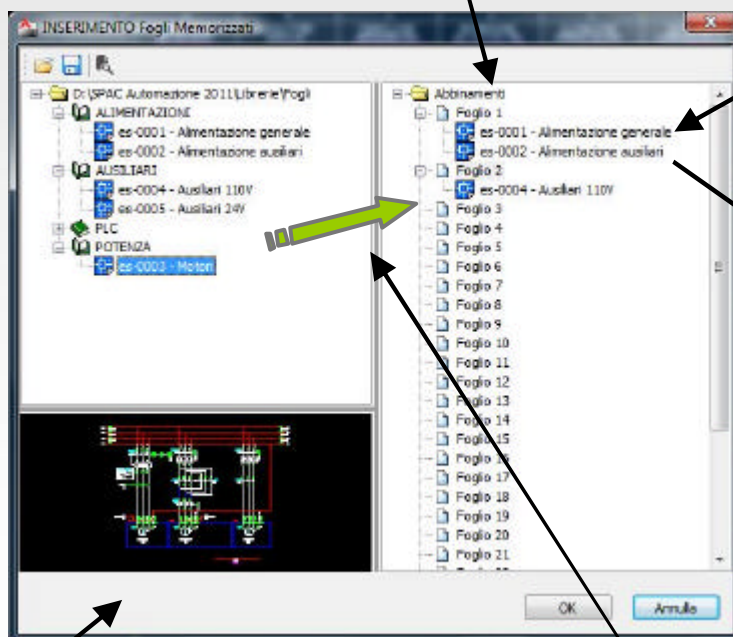 INSERIMENTO Fogli Memorizzati
D:\SPAC Automazione 2011\Librerie\Fogli
ALIMENTAZIONI
es-0001 - Alimentazione generale
es-0002 - Alimentazione ausiliari
AUSILIARI
es-0004 - Ausiliari 110V
es-0005 - Ausiliari 24V
PLC
POTENZA
es-0003 - Motori
Abbinamenti
Foglio 1
es-0001 - Alimentazione generale
es-0002 - Alimentazione ausiliari
Foglio 2
es-0004 - Ausiliari 110V
Foglio 3
Foglio 4
Foglio 5
Foglio 6
Foglio 7
Foglio 8
Foglio 9
Foglio 10
Foglio 11
Foglio 12
Foglio 13
Foglio 14
Foglio 15
Foglio 16
Foglio 17
Foglio 18
Foglio 19
Foglio 20
Foglio 21
OK
Annulla